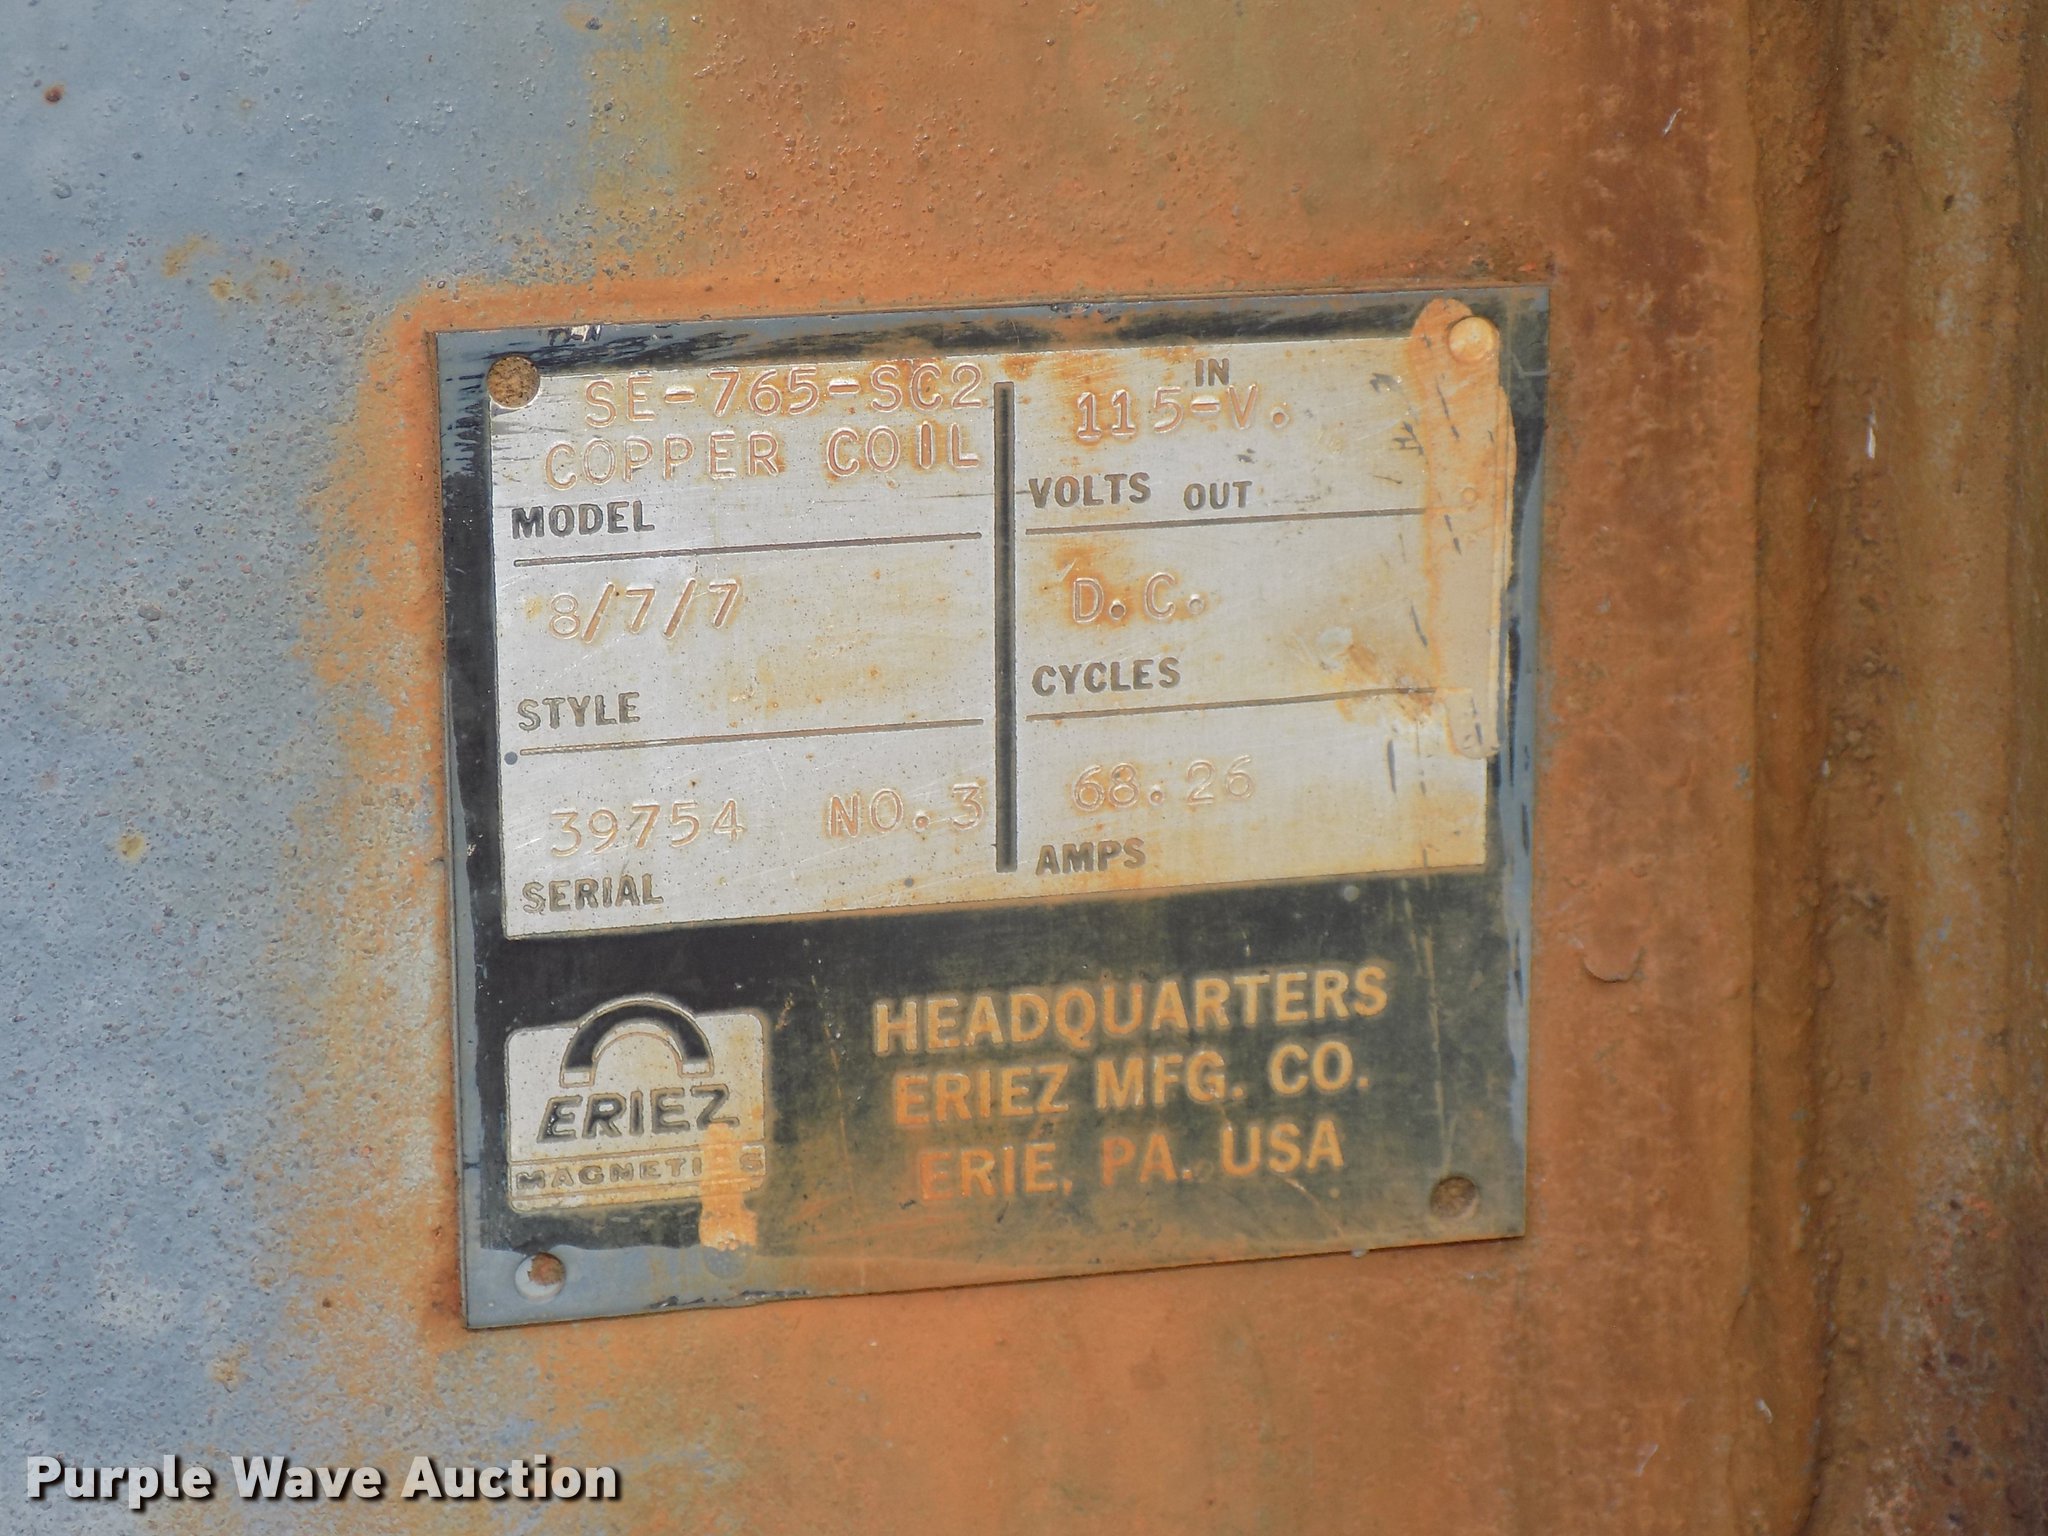 SE-765-SC2
COPPER COIL
MODEL
8/7/7
STYLE
39754 NO.3
SERIAL
IN
115-V.
VOLTS OUT
D.C.
CYCLES
68.26
AMPS
ERIEZ
MAGNETICS
HEADQUARTERS
ERIEZ MFG. CO.
ERIE, PA. USA
Purple Wave Auction